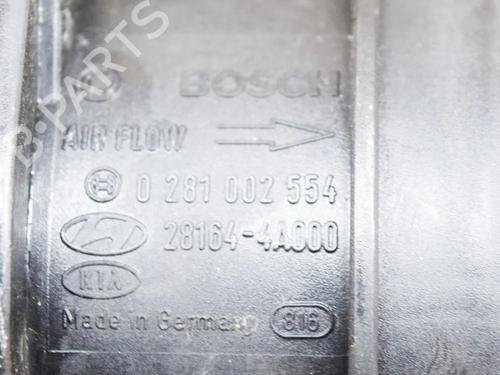 BOSCH
AIR FLOW
0 281 002 554
28164-4A000
KIA
Made in Germany 816
B-PARTS